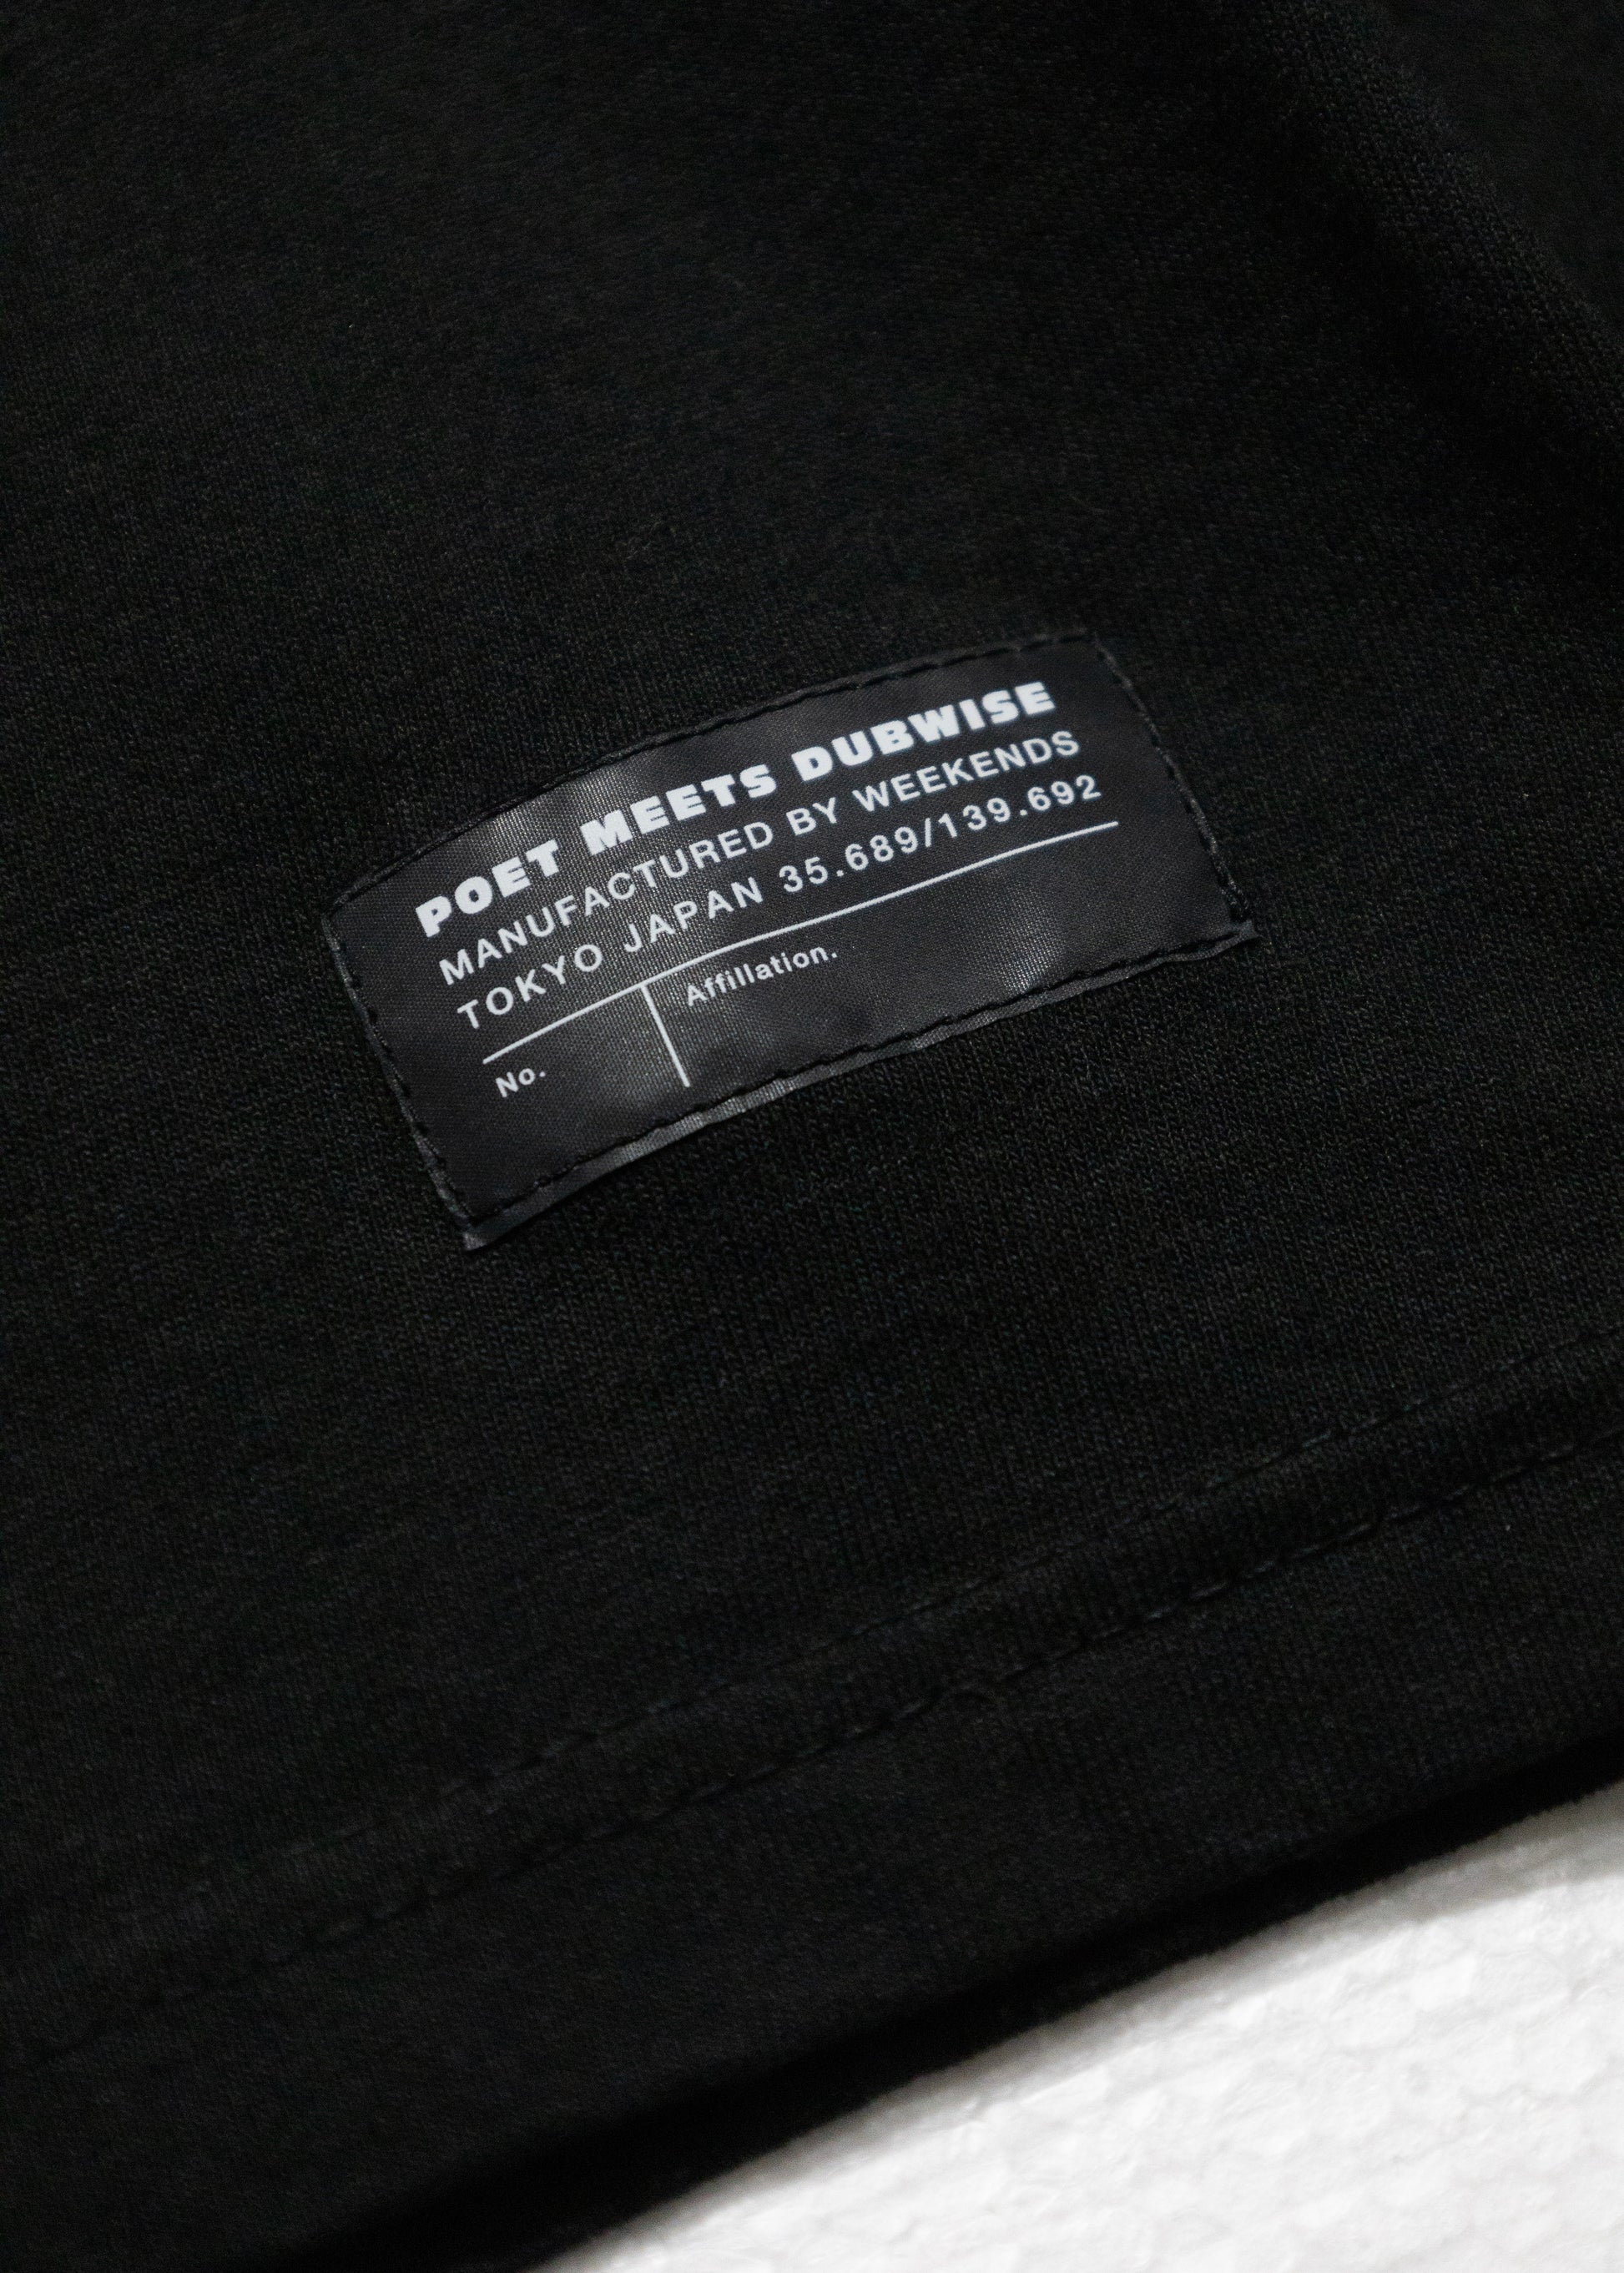 POET MEETS DUBWISE
MANUFACTURED BY WEEKENDS
TOKYO JAPAN 35.689/139.692
No.
Affillation.